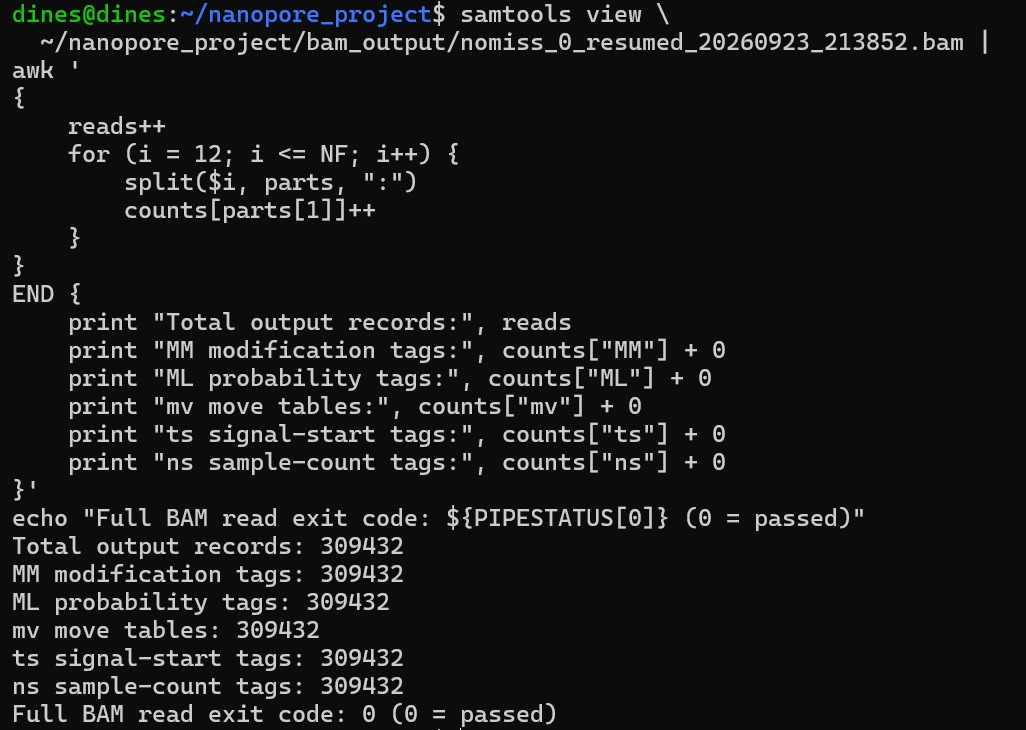 dines@dines:~/nanopore_project$ samtools view \
  ~/nanopore_project/bam_output/nomiss_0_resumed_20260923_213852.bam |
awk '
{
    reads++
    for (i = 12; i <= NF; i++) {
        split($i, parts, ":")
        counts[parts[1]]++
    }
}
END {
    print "Total output records:", reads
    print "MM modification tags:", counts["MM"] + 0
    print "ML probability tags:", counts["ML"] + 0
    print "mv move tables:", counts["mv"] + 0
    print "ts signal-start tags:", counts["ts"] + 0
    print "ns sample-count tags:", counts["ns"] + 0
}'
echo "Full BAM read exit code: ${PIPESTATUS[0]} (0 = passed)"
Total output records: 309432
MM modification tags: 309432
ML probability tags: 309432
mv move tables: 309432
ts signal-start tags: 309432
ns sample-count tags: 309432
Full BAM read exit code: 0 (0 = passed)